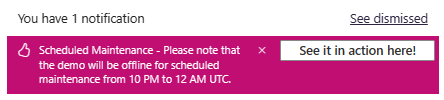 You have 1 notification See dismissed
Scheduled Maintenance - Please note that
the demo will be offline for scheduled
maintenance from 10 PM to 12 AM UTC.
See it in action here!